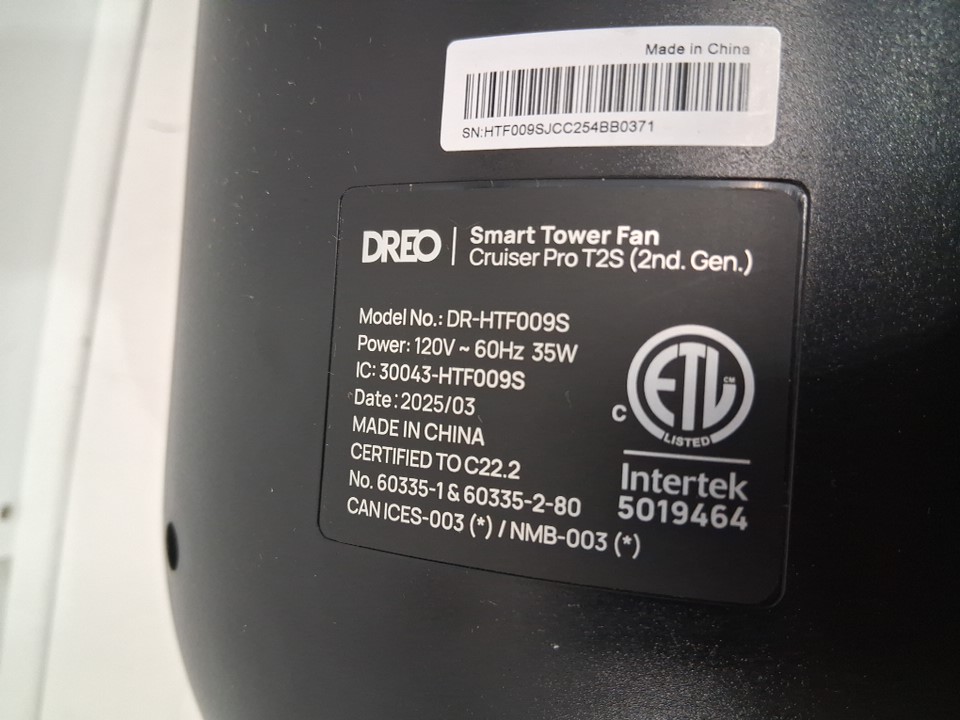 Made in China
SN:HTF009SJCC254BB0371
DREO
Smart Tower Fan
Cruiser Pro T2S (2nd. Gen.)
Model No.: DR-HTF009S
Power: 120V ~ 60Hz 35W
IC: 30043-HTF009S
Date : 2025/03
MADE IN CHINA
CERTIFIED TO C22.2
No. 60335-1 & 60335-2-80
CAN ICES-003 (*) / NMB-003 (*)
ETL CM
C
LISTED
Intertek
5019464